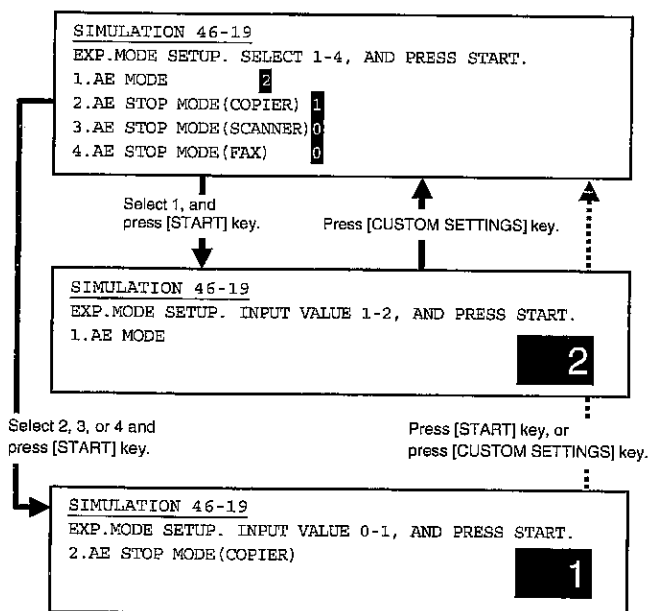 SIMULATION 46-19
EXP.MODE SETUP. SELECT 1-4, AND PRESS START.
1.AE MODE 2
2.AE STOP MODE(COPIER) 1
3.AE STOP MODE(SCANNER) 0
4.AE STOP MODE(FAX) 0
Select 1, and
press [START] key.
Press [CUSTOM SETTINGS] key.
SIMULATION 46-19
EXP.MODE SETUP. INPUT VALUE 1-2, AND PRESS START.
1.AE MODE
2
Select 2, 3, or 4 and
press [START] key.
Press [START] key, or
press [CUSTOM SETTINGS] key.
SIMULATION 46-19
EXP.MODE SETUP. INPUT VALUE 0-1, AND PRESS START.
2.AE STOP MODE(COPIER)
1